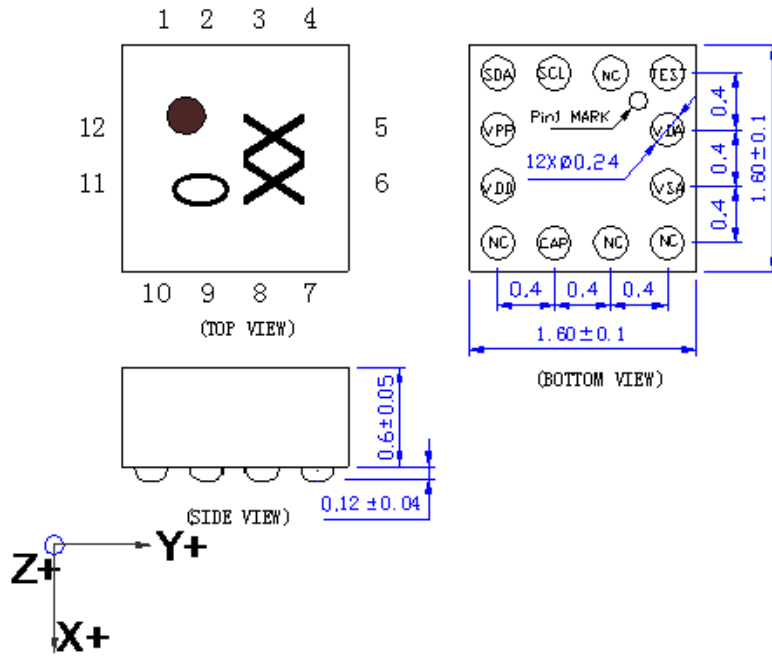 1 2 3 4
12 5
11 6
10 9 8 7
(TOP VIEW)
SDA SCL NC TEST
Pin1 MARK
VPP VDA
12XØ0.24
VDD VSA
NC CAP NC NC
0.4
0.4
0.4
1.60±0.1
0.4 0.4 0.4
1.60±0.1
(BOTTOM VIEW)
0.6±0.05
0.12±0.04
(SIDE VIEW)
Y+
Z+
X+